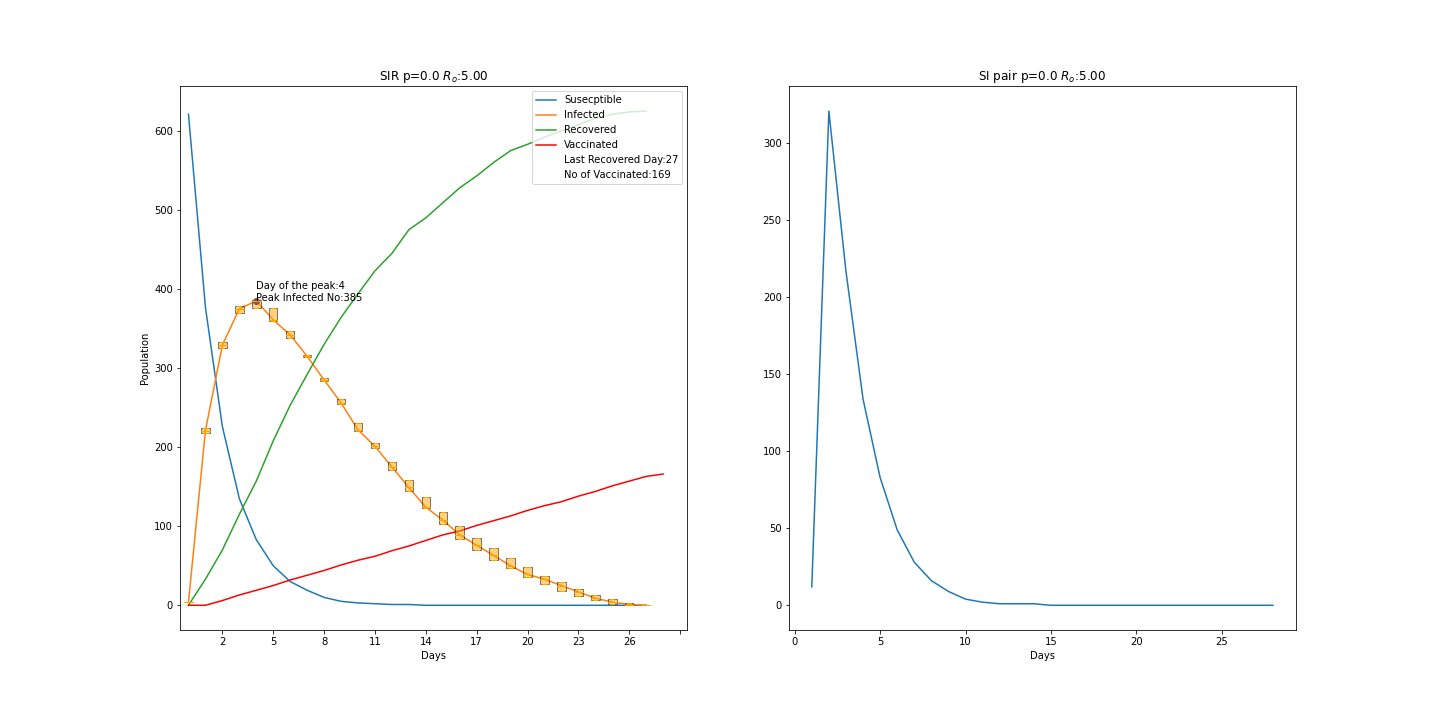 SIR p=0.0 Rₒ:5.00
Susecptible
Infected
Recovered
Vaccinated
Last Recovered Day:27
No of Vaccinated:169
600
500
400
300
200
100
0
Population
Day of the peak:4
Peak Infected No:385
2 5 8 11 14 17 20 23 26
Days
SI pair p=0.0 Rₒ:5.00
300
250
200
150
100
50
0
0 5 10 15 20 25
Days